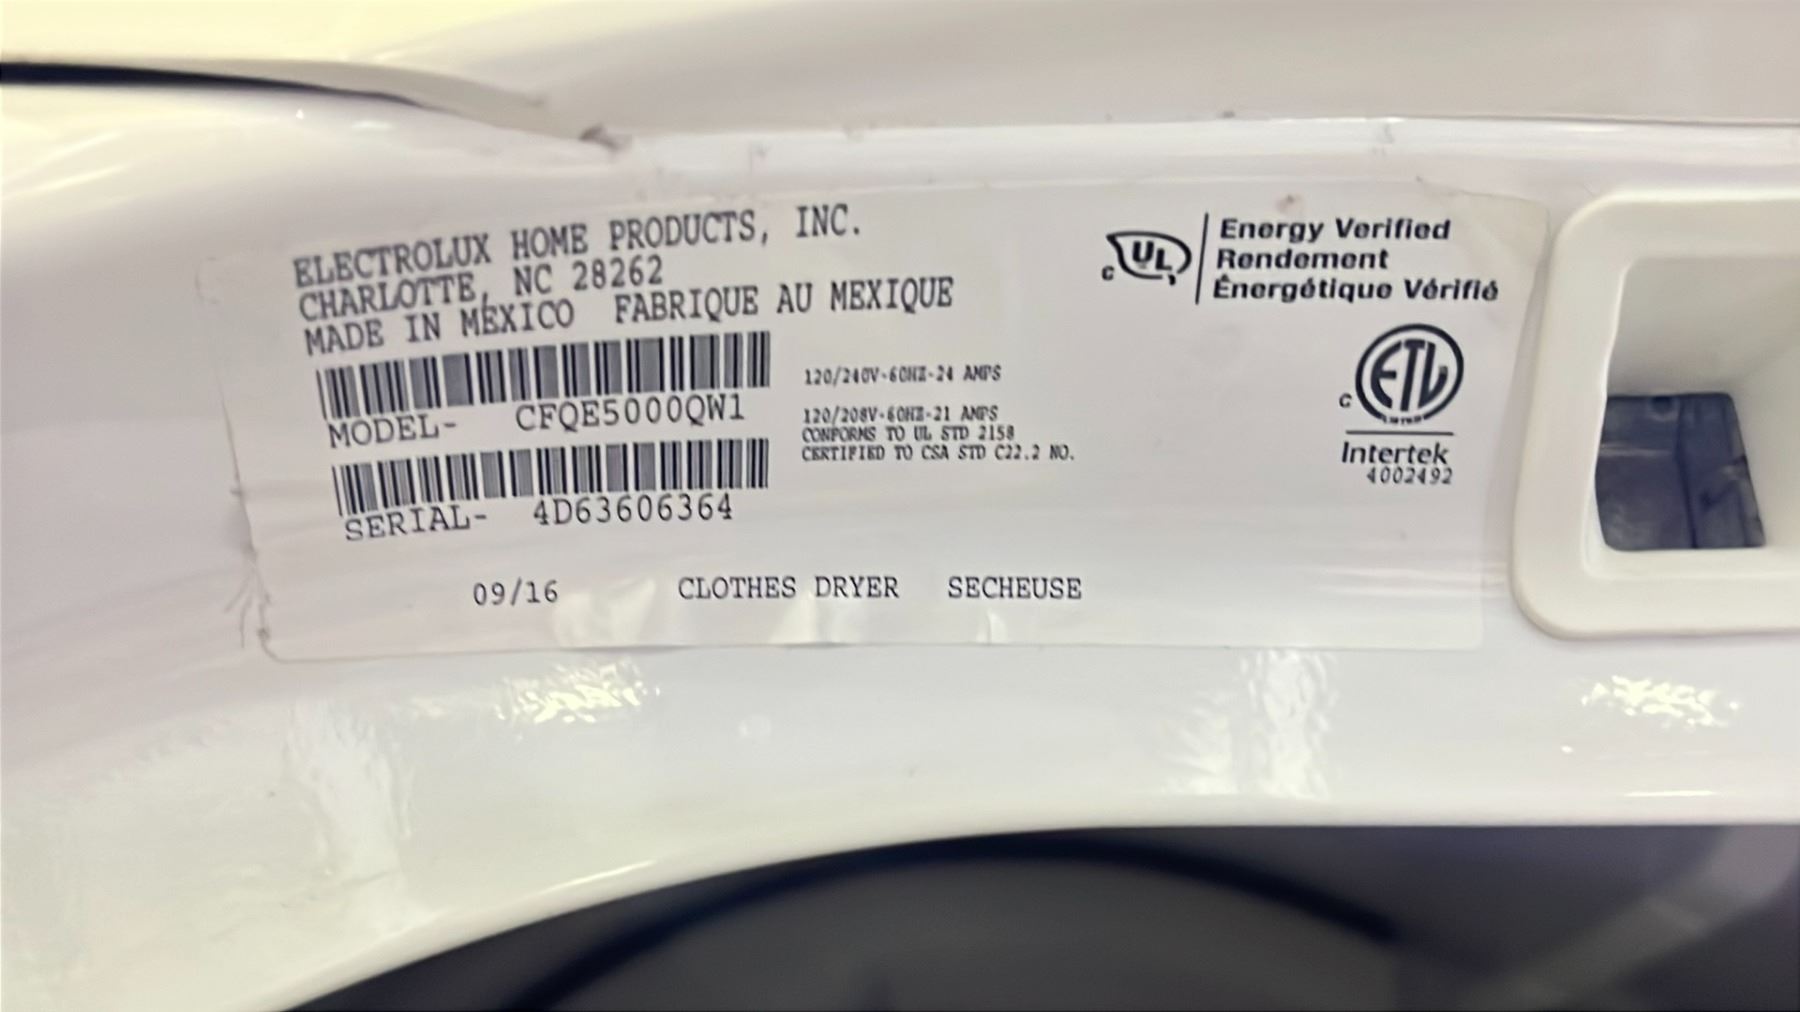 ELECTROLUX HOME PRODUCTS, INC.
CHARLOTTE, NC 28262
MADE IN MEXICO FABRIQUE AU MEXIQUE
MODEL- CFQE5000QW1
SERIAL- 4D63606364
120/240V-60HZ-24 AMPS
120/208V-60HZ-21 AMPS
CONFORMS TO UL STD 2158
CERTIFIED TO CSA STD C22.2 NO.
09/16 CLOTHES DRYER SECHEUSE
C UL
Energy Verified
Rendement
Énergétique Vérifié
C ETL
LISTED
Intertek
4002492